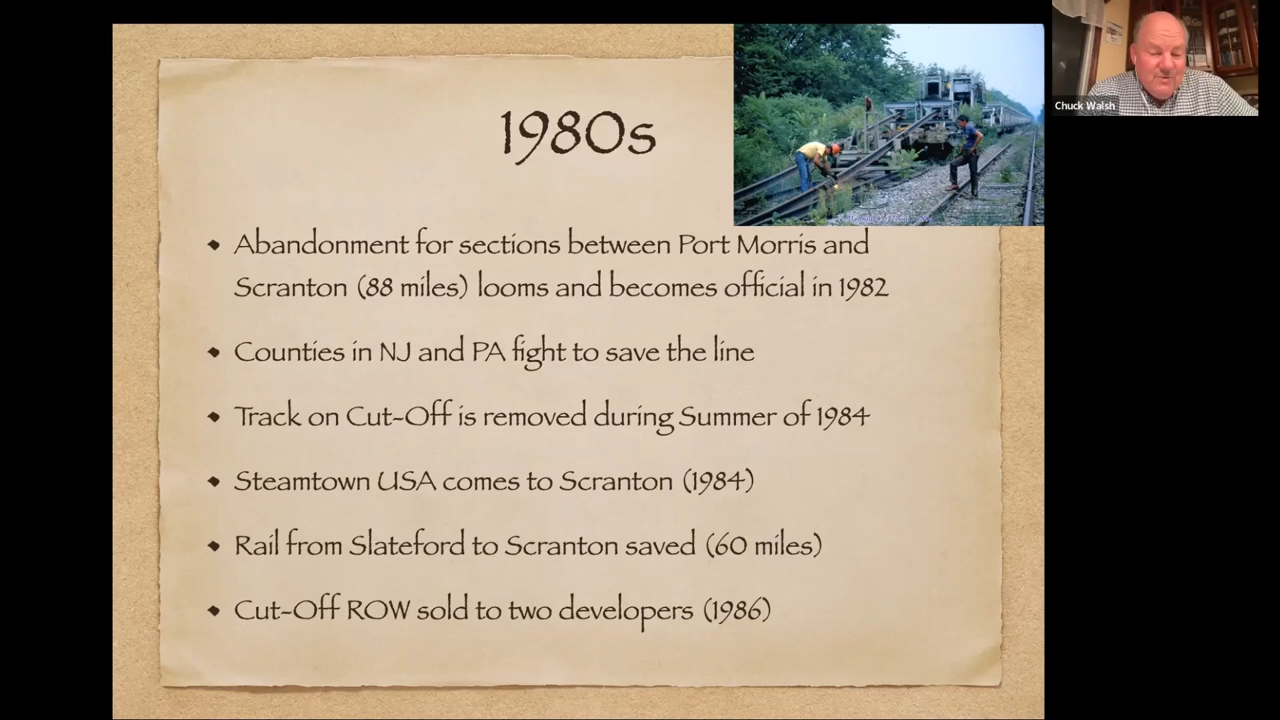 1980s
Chuck Walsh
Abandonment for sections between Port Morris and
Scranton (88 miles) looms and becomes official in 1982
Counties in NJ and PA fight to save the line
Track on Cut-Off is removed during Summer of 1984
Steamtown USA comes to Scranton (1984)
Rail from Slateford to Scranton saved (60 miles)
Cut-Off ROW sold to two developers (1986)